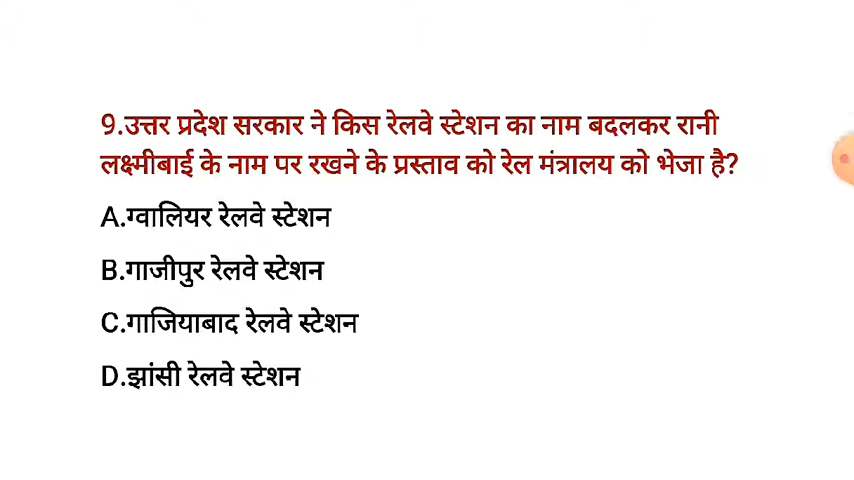 9.उत्तर प्रदेश सरकार ने किस रेलवे स्टेशन का नाम बदलकर रानी
लक्ष्मीबाई के नाम पर रखने के प्रस्ताव को रेल मंत्रालय को भेजा है?
A.ग्वालियर रेलवे स्टेशन
B.गाजीपुर रेलवे स्टेशन
C.गाजियाबाद रेलवे स्टेशन
D.झांसी रेलवे स्टेशन